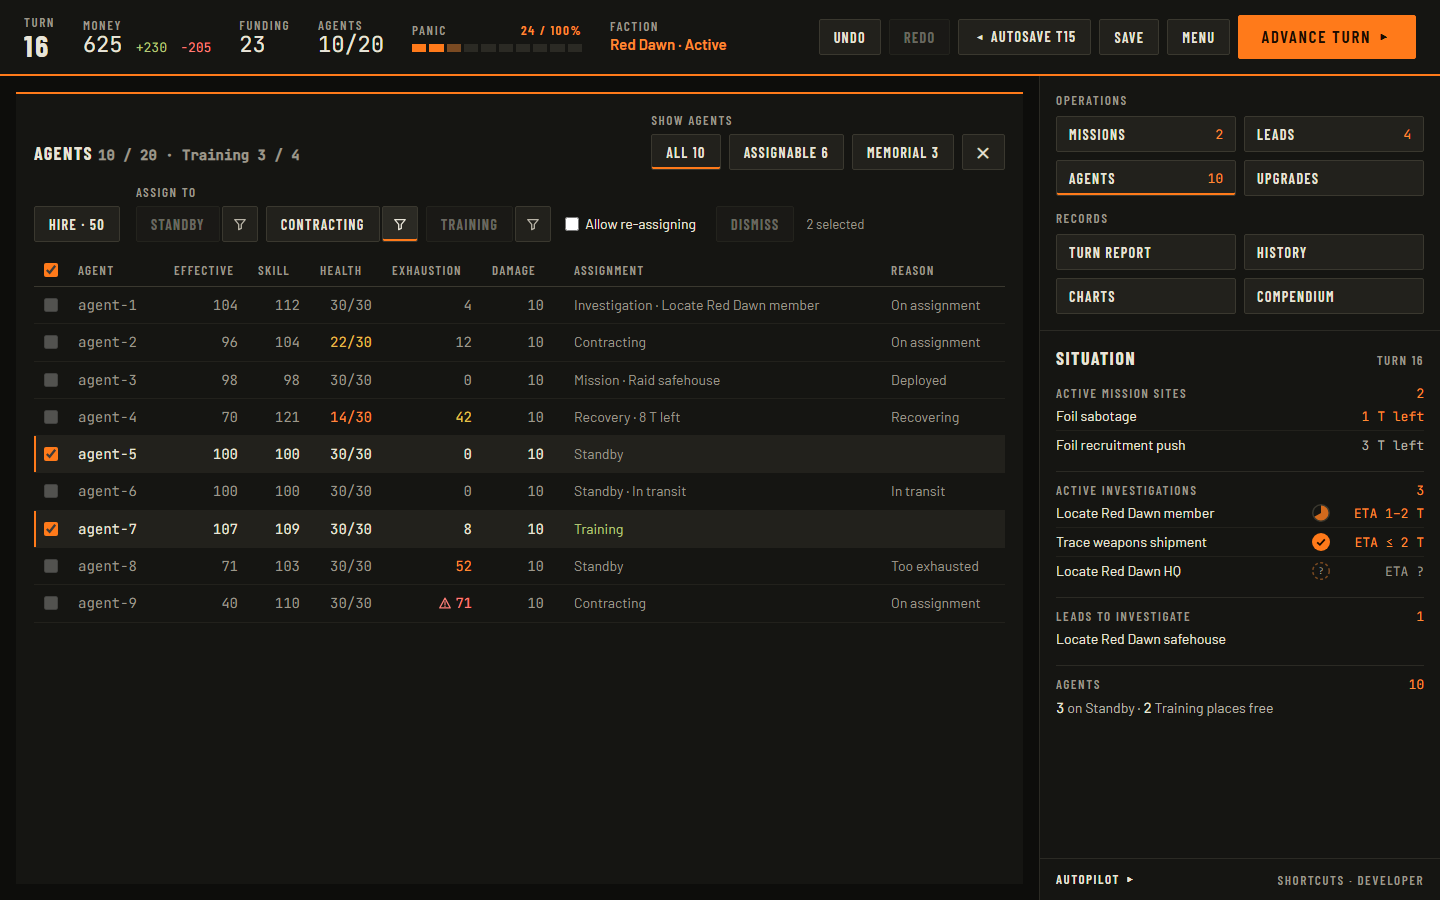 TURN
16
MONEY
625 +230 -205
FUNDING
23
AGENTS
10/20
PANIC 24 / 100%
FACTION
Red Dawn · Active
UNDO
REDO
◂ AUTOSAVE T15
SAVE
MENU
ADVANCE TURN ▸
AGENTS 10 / 20 · Training 3 / 4
SHOW AGENTS
ALL 10
ASSIGNABLE 6
MEMORIAL 3
✕
ASSIGN TO
HIRE · 50
STANDBY
CONTRACTING
TRAINING
Allow re-assigning
DISMISS
2 selected
AGENT EFFECTIVE SKILL HEALTH EXHAUSTION DAMAGE ASSIGNMENT REASON
agent-1 104 112 30/30 4 10 Investigation · Locate Red Dawn member On assignment
agent-2 96 104 22/30 12 10 Contracting On assignment
agent-3 98 98 30/30 0 10 Mission · Raid safehouse Deployed
agent-4 70 121 14/30 42 10 Recovery · 8 T left Recovering
agent-5 100 100 30/30 0 10 Standby
agent-6 100 100 30/30 0 10 Standby · In transit In transit
agent-7 107 109 30/30 8 10 Training
agent-8 71 103 30/30 52 10 Standby Too exhausted
agent-9 40 110 30/30 ⚠ 71 10 Contracting On assignment
OPERATIONS
MISSIONS 2
LEADS 4
AGENTS 10
UPGRADES
RECORDS
TURN REPORT
HISTORY
CHARTS
COMPENDIUM
SITUATION TURN 16
ACTIVE MISSION SITES 2
Foil sabotage 1 T left
Foil recruitment push 3 T left
ACTIVE INVESTIGATIONS 3
Locate Red Dawn member ETA 1–2 T
Trace weapons shipment ETA ≤ 2 T
Locate Red Dawn HQ ? ETA ?
LEADS TO INVESTIGATE 1
Locate Red Dawn safehouse
AGENTS 10
3 on Standby · 2 Training places free
AUTOPILOT ▸ SHORTCUTS · DEVELOPER